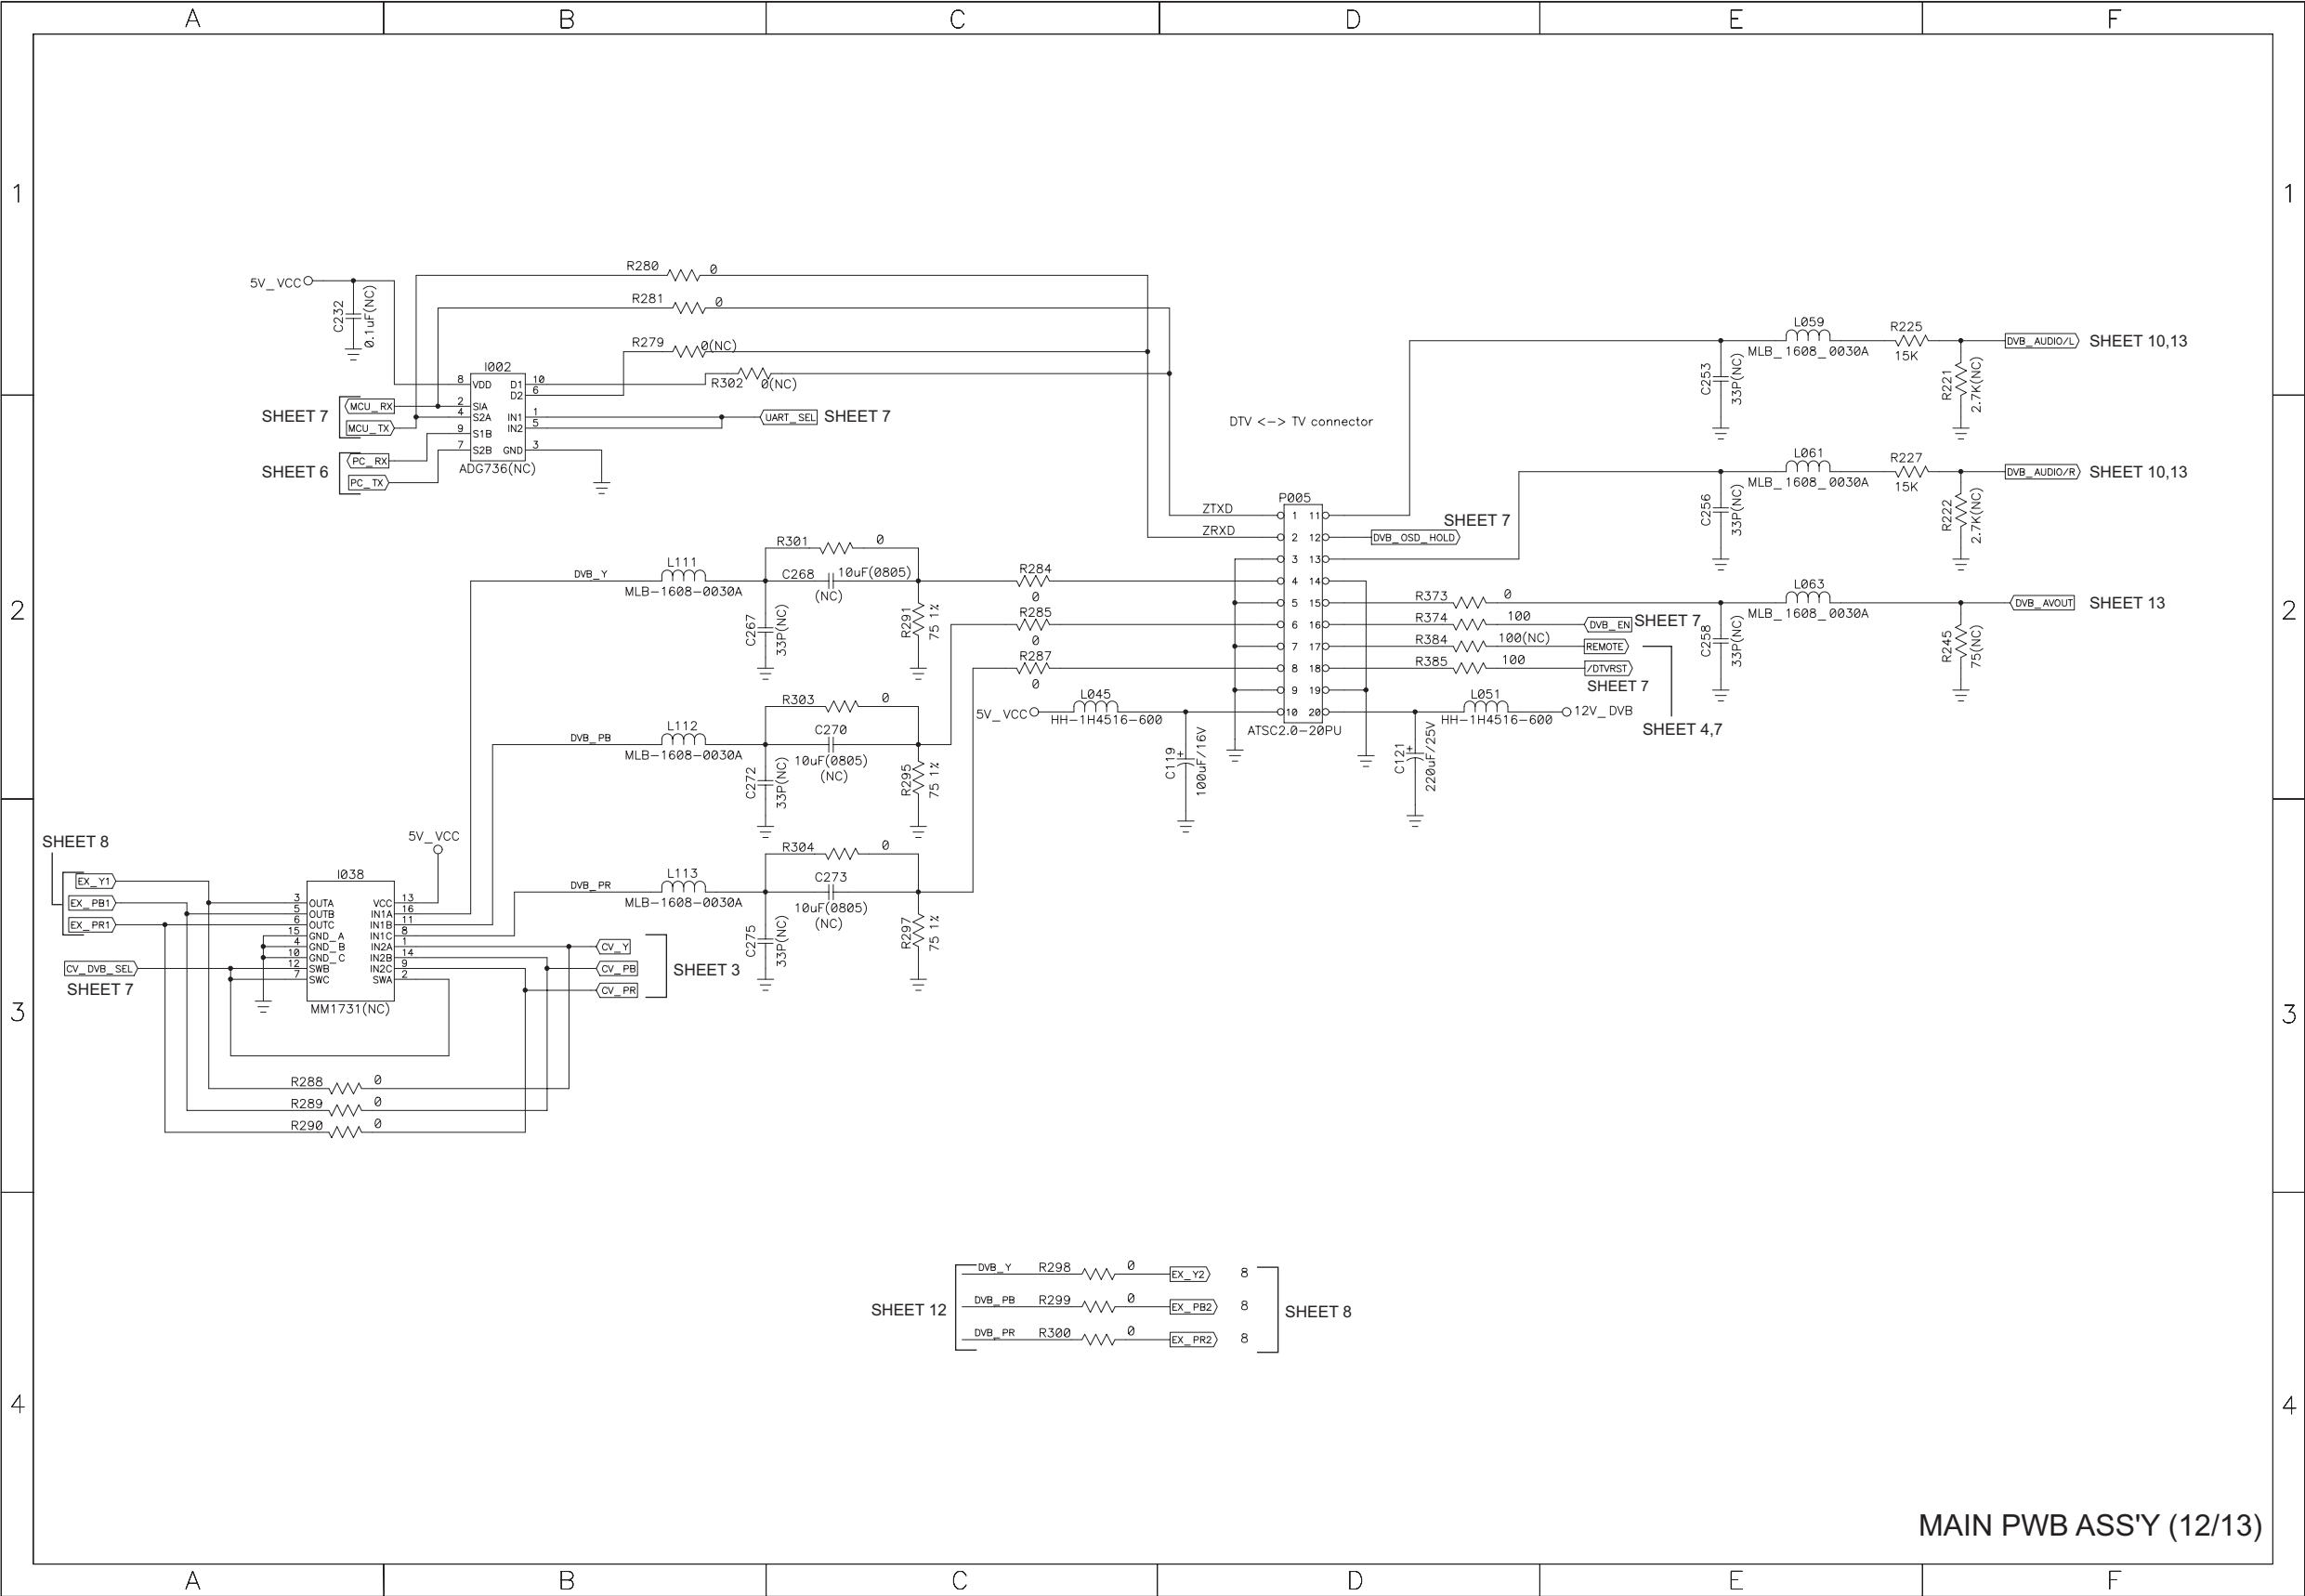 A B C D E F
1 1
R280 0
5V_VCC
R281 0
C232
0.1uF(NC)
L059
R225
DVB_AUDIO/L SHEET 10,13
R279 0(NC)
MLB_1608_0030A
15K
I002
R302 0(NC)
C253
33P(NC)
R221
2.7K(NC)
8 VDD D1 10
D2 6
SHEET 7
MCU_RX
2 SIA
4 S2A IN1 1
UART_SEL SHEET 7
MCU_TX
IN2 5
9 S1B
DTV <-> TV connector
7 S2B GND 3
SHEET 6
PC_RX
PC_TX
ADG736(NC)
L061
R227
DVB_AUDIO/R SHEET 10,13
MLB_1608_0030A
15K
C256
33P(NC)
R222
2.7K(NC)
P005
ZTXD
1 11
SHEET 7
ZRXD
2 12
DVB_OSD_HOLD
3 13
4 14
5 15
6 16
7 17
8 18
9 19
10 20
ATSC2.0-20PU
R301 0
L111
DVB_Y
MLB-1608-0030A
C268 10uF(0805)
(NC)
C267
33P(NC)
R291
75 1%
R284
0
R285
0
R287
0
R373 0
L063
MLB_1608_0030A
DVB_AVOUT SHEET 13
R374 100
DVB_EN SHEET 7
R384 100(NC)
REMOTE
R385 100
/DTVRST
SHEET 7
SHEET 4,7
C258
33P(NC)
R245
75(NC)
2 2
5V_VCC
L045
HH-1H4516-600
L051
HH-1H4516-600
12V_DVB
C119
100uF/16V
C121
220uF/25V
R303 0
L112
DVB_PB
MLB-1608-0030A
C270
10uF(0805)
(NC)
C272
33P(NC)
R295
75 1%
R304 0
L113
DVB_PR
MLB-1608-0030A
C273
10uF(0805)
(NC)
C275
33P(NC)
R297
75 1%
SHEET 8
5V_VCC
EX_Y1
EX_PB1
EX_PR1
I038
3 OUTA VCC 13
5 OUTB IN1A 16
6 OUTC IN1B 11
15 GND_A IN1C 8
4 GND_B IN2A 1
10 GND_C IN2B 14
12 SWB IN2C 9
7 SWC SWA 2
MM1731(NC)
CV_DVB_SEL
SHEET 7
CV_Y
CV_PB
CV_PR
SHEET 3
3 3
R288 0
R289 0
R290 0
SHEET 12
DVB_Y R298 0 EX_Y2 8
DVB_PB R299 0 EX_PB2 8
DVB_PR R300 0 EX_PR2 8
SHEET 8
4 4
MAIN PWB ASS'Y (12/13)
A B C D E F